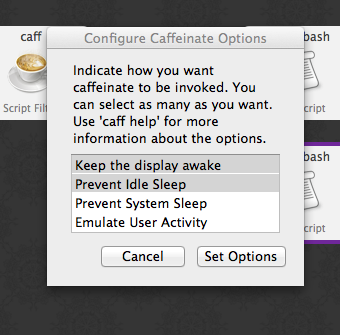 caff
bash
Configure Caffeinate Options
Indicate how you want
caffeinate to be invoked. You
can select as many as you want.
Use 'caff help' for more
information about the options.
Script Filt
cript
Keep the display awake
bash
Prevent Idle Sleep
Prevent System Sleep
Emulate User Activity
cript
Cancel
Set Options